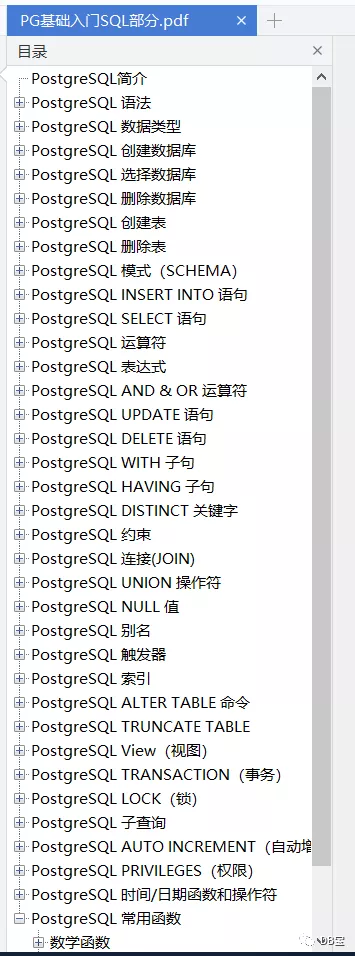 PG基础入门SQL部分.pdf
目录
PostgreSQL简介
PostgreSQL 语法
PostgreSQL 数据类型
PostgreSQL 创建数据库
PostgreSQL 选择数据库
PostgreSQL 删除数据库
PostgreSQL 创建表
PostgreSQL 删除表
PostgreSQL 模式（SCHEMA）
PostgreSQL INSERT INTO 语句
PostgreSQL SELECT 语句
PostgreSQL 运算符
PostgreSQL 表达式
PostgreSQL AND & OR 运算符
PostgreSQL UPDATE 语句
PostgreSQL DELETE 语句
PostgreSQL WITH 子句
PostgreSQL HAVING 子句
PostgreSQL DISTINCT 关键字
PostgreSQL 约束
PostgreSQL 连接(JOIN)
PostgreSQL UNION 操作符
PostgreSQL NULL 值
PostgreSQL 别名
PostgreSQL 触发器
PostgreSQL 索引
PostgreSQL ALTER TABLE 命令
PostgreSQL TRUNCATE TABLE
PostgreSQL View（视图）
PostgreSQL TRANSACTION（事务）
PostgreSQL LOCK（锁）
PostgreSQL 子查询
PostgreSQL AUTO INCREMENT（自动增
PostgreSQL PRIVILEGES（权限）
PostgreSQL 时间/日期函数和操作符
PostgreSQL 常用函数
数学函数
DB宝